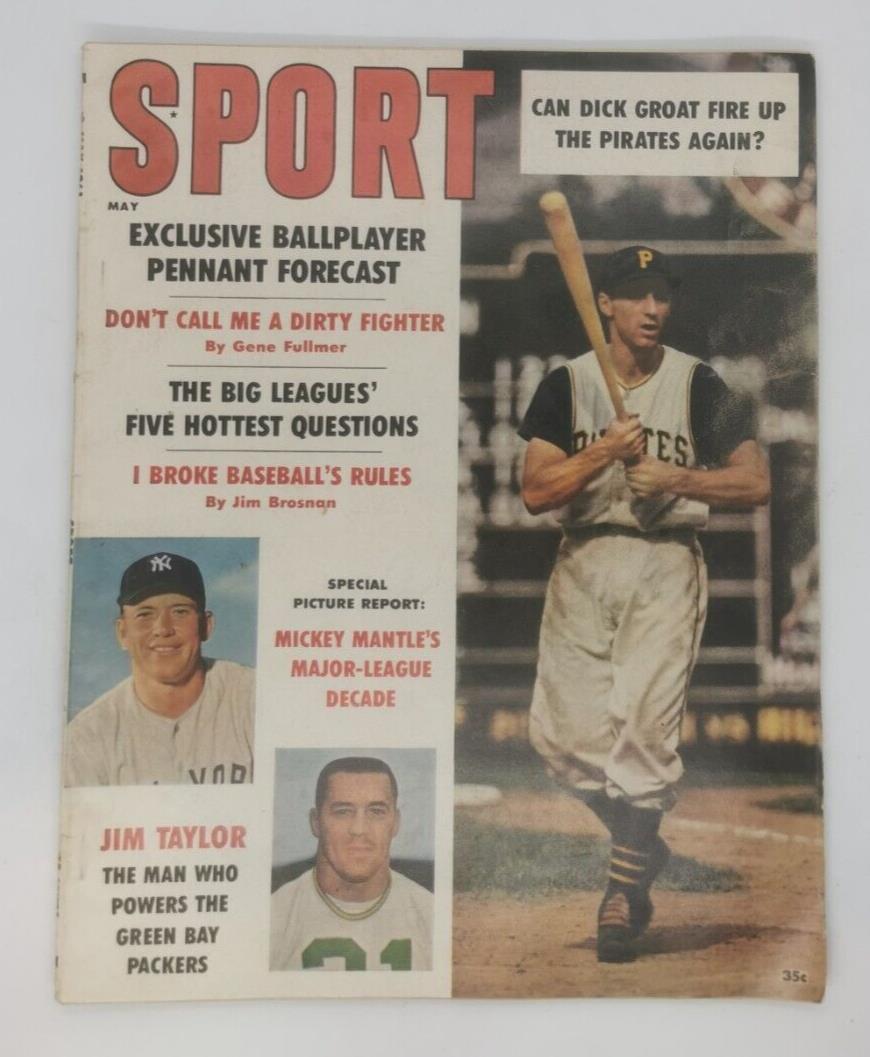 SPORT
MAY
CAN DICK GROAT FIRE UP
THE PIRATES AGAIN?
EXCLUSIVE BALLPLAYER
PENNANT FORECAST
DON'T CALL ME A DIRTY FIGHTER
By Gene Fullmer
THE BIG LEAGUES'
FIVE HOTTEST QUESTIONS
I BROKE BASEBALL'S RULES
By Jim Brosnan
P
NY
SPECIAL
PICTURE REPORT:
MICKEY MANTLE'S
MAJOR-LEAGUE
DECADE
JIM TAYLOR
THE MAN WHO
POWERS THE
GREEN BAY
PACKERS
31
35¢